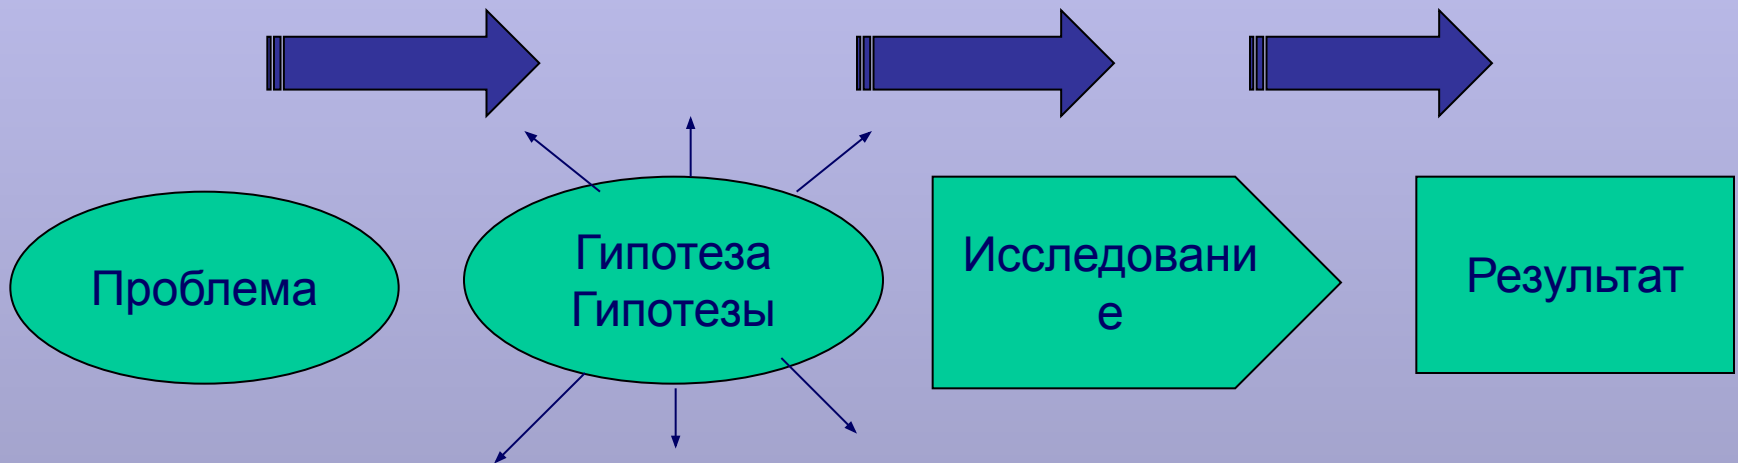 Проблема
Гипотеза
Гипотезы
Исследовани
е
Результат